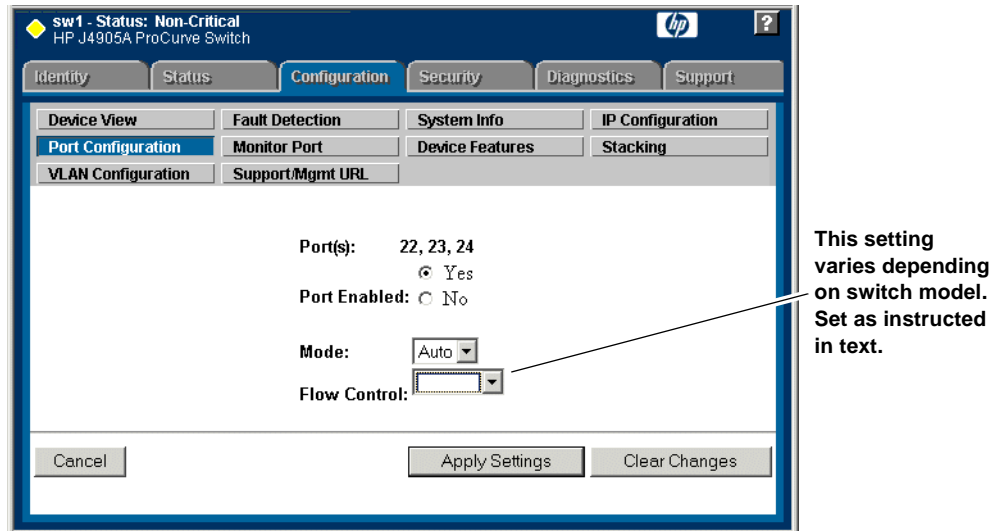 sw1 - Status: Non-Critical
HP J4905A ProCurve Switch
hp
?
Identity
Status
Configuration
Security
Diagnostics
Support
Device View
Fault Detection
System Info
IP Configuration
Port Configuration
Monitor Port
Device Features
Stacking
VLAN Configuration
Support/Mgmt URL
Port(s): 22, 23, 24
Yes
Port Enabled: No
Mode: Auto
Flow Control:
Cancel
Apply Settings
Clear Changes
This setting
varies depending
on switch model.
Set as instructed
in text.